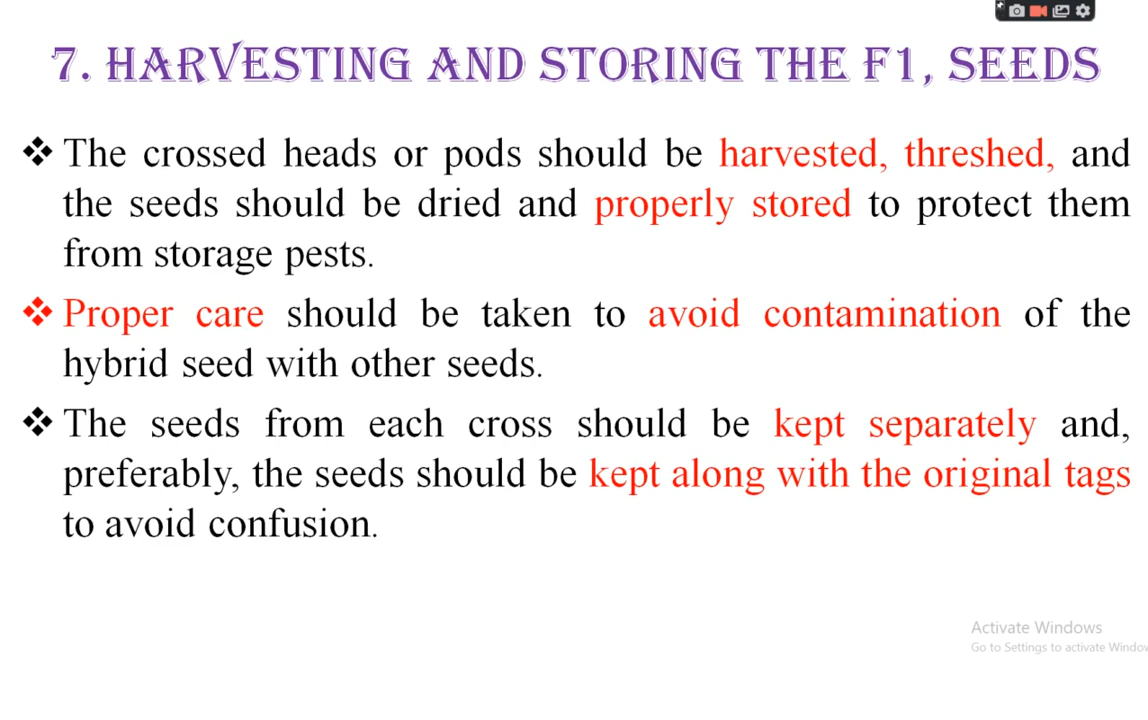 7. HARVESTING AND STORING THE F1, SEEDS
❖ The crossed heads or pods should be harvested, threshed, and
the seeds should be dried and properly stored to protect them
from storage pests.
❖ Proper care should be taken to avoid contamination of the
hybrid seed with other seeds.
❖ The seeds from each cross should be kept separately and,
preferably, the seeds should be kept along with the original tags
to avoid confusion.
Activate Windows
Go to Settings to activate Window